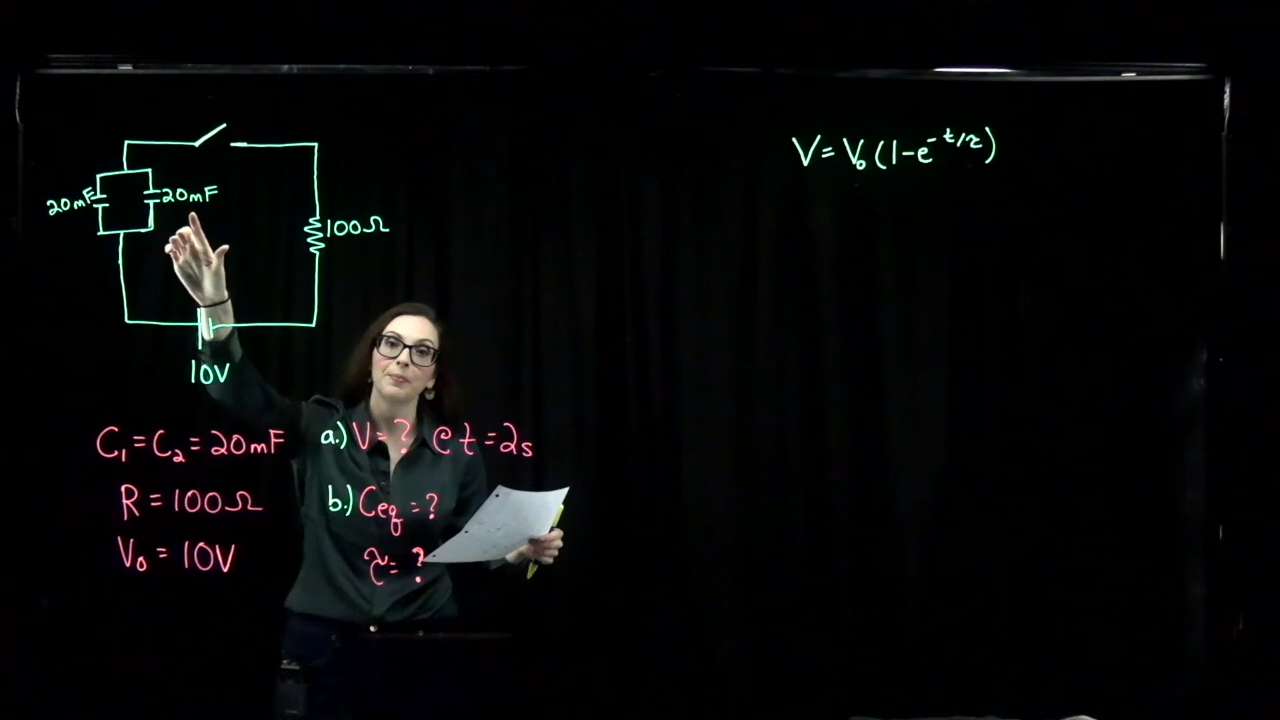 20mF
20mF
100Ω
10V
C₁=C₂=20mF
R=100Ω
V₀=10V
a.) V=? @ t=2s
b.) Ceq=?
τ=?
V=V₀(1-e^-t/τ)